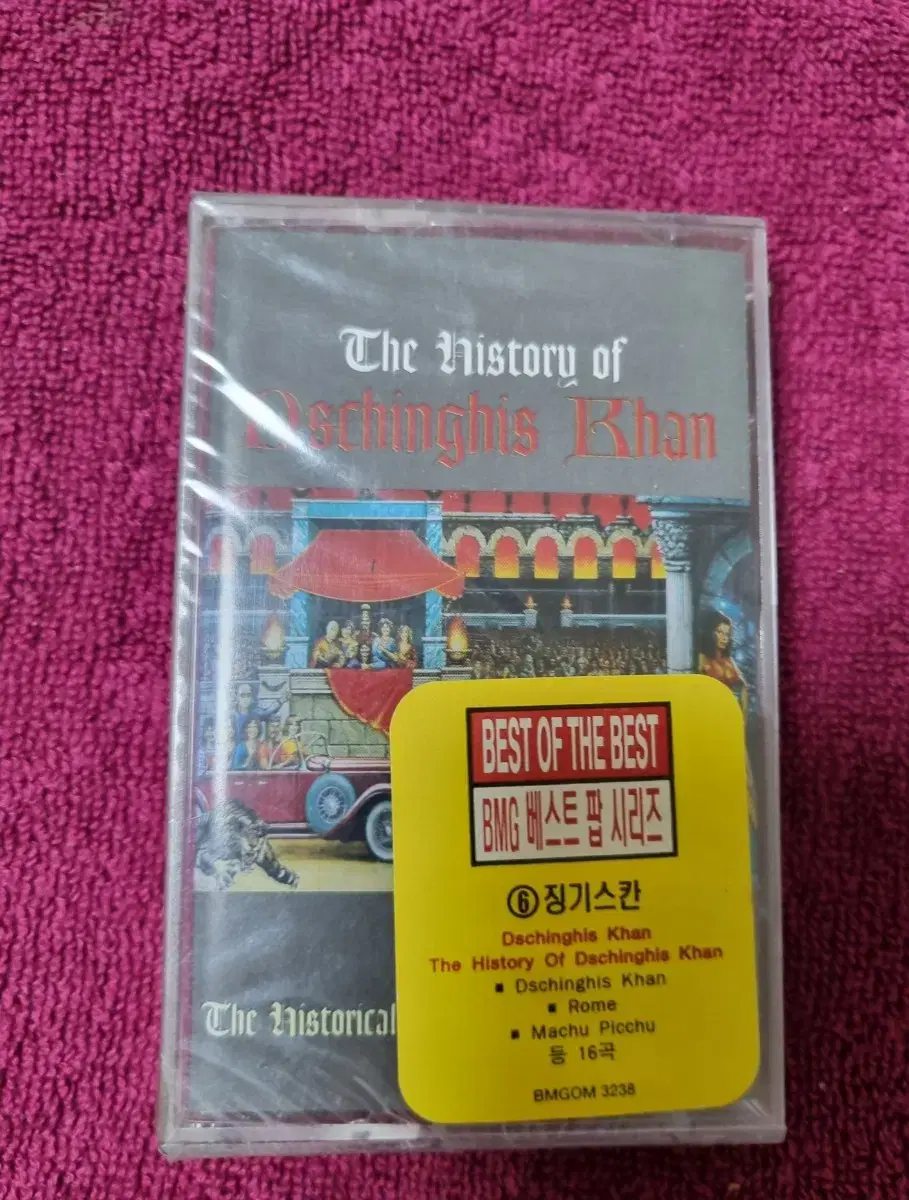 The History of
Dschinghis Khan
BEST OF THE BEST
BMG 베스트 팝 시리즈
⑥징기스칸
Dschinghis Khan
The History Of Dschinghis Khan
▪ Dschinghis Khan
▪ Rome
▪ Machu Picchu
등 16곡
BMGOM 3238
The Historical